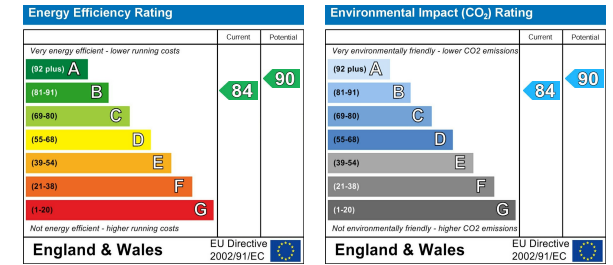 Energy Efficiency Rating
Current Potential
Very energy efficient - lower running costs
(92 plus) A
(81-91) B
(69-80) C
(55-68) D
(39-54) E
(21-38) F
(1-20) G
84
90
Not energy efficient - higher running costs
England & Wales
EU Directive
2002/91/EC
Environmental Impact (CO2) Rating
Current Potential
Very environmentally friendly - lower CO2 emissions
(92 plus) A
(81-91) B
(69-80) C
(55-68) D
(39-54) E
(21-38) F
(1-20) G
84
90
Not environmentally friendly - higher CO2 emissions
England & Wales
EU Directive
2002/91/EC